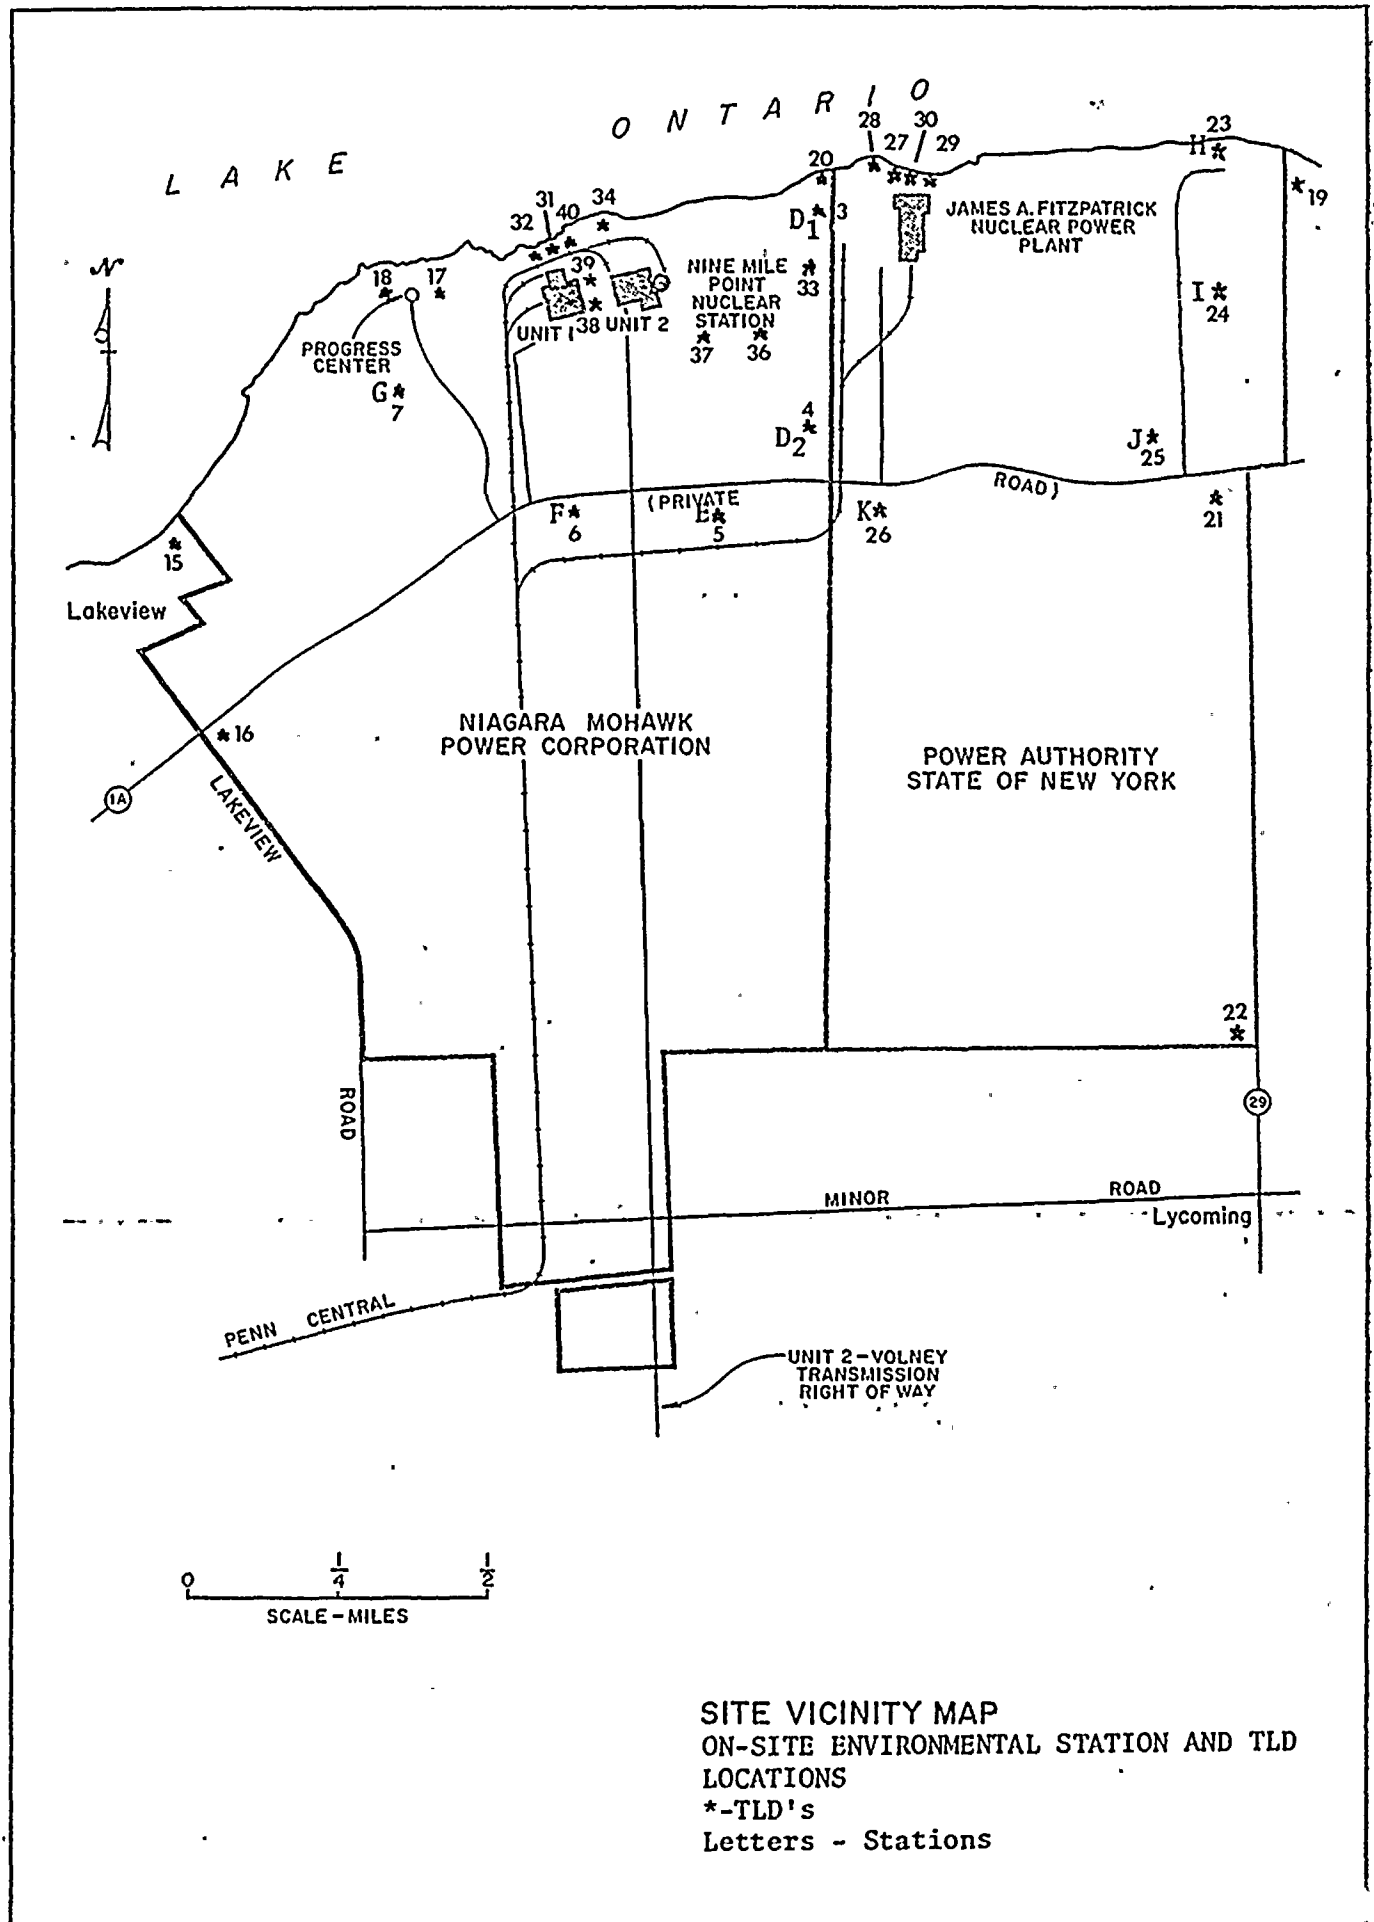 LAKE ONTARIO
23
H
19
28
30
27
29
20
D1
3
JAMES A. FITZPATRICK
NUCLEAR POWER
PLANT
31
34
32
40
39
38
UNIT 1
UNIT 2
NINE MILE
POINT
NUCLEAR
STATION
33
37
36
N
18
17
PROGRESS
CENTER
G
7
I
24
4
D2
J
25
(PRIVATE
ROAD)
F
6
E
5
K
26
21
15
Lakeview
16
1A
LAKEVIEW
NIAGARA MOHAWK
POWER CORPORATION
POWER AUTHORITY
STATE OF NEW YORK
22
ROAD
29
MINOR ROAD
Lycoming
PENN CENTRAL
UNIT 2-VOLNEY
TRANSMISSION
RIGHT OF WAY
0 1/4 1/2
SCALE-MILES
SITE VICINITY MAP
ON-SITE ENVIRONMENTAL STATION AND TLD
LOCATIONS
*-TLD's
Letters - Stations